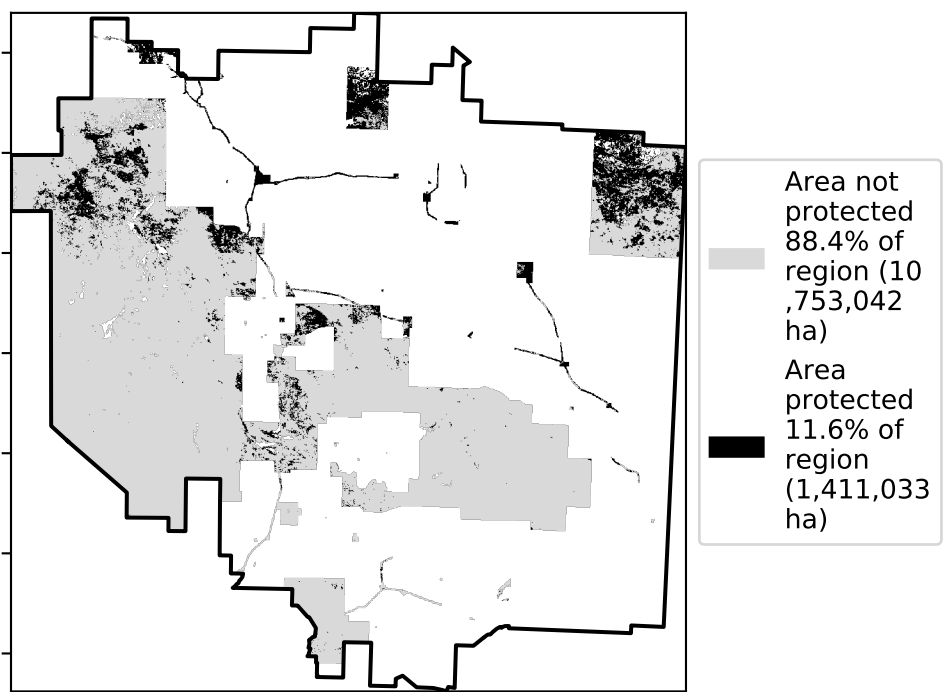 Area not
protected
88.4% of
region (10
,753,042
ha)
Area
protected
11.6% of
region
(1,411,033
ha)